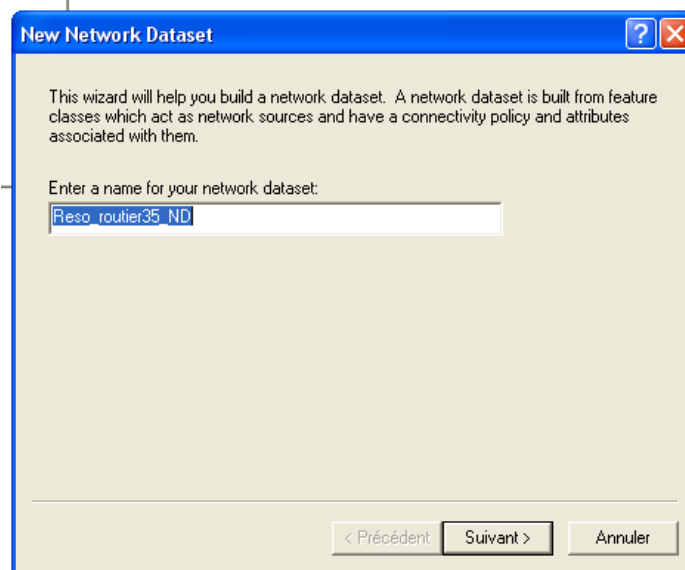 New Network Dataset
This wizard will help you build a network dataset. A network dataset is built from feature
classes which act as network sources and have a connectivity policy and attributes
associated with them.
Enter a name for your network dataset:
Reso_routier35_ND
< Précédent
Suivant >
Annuler